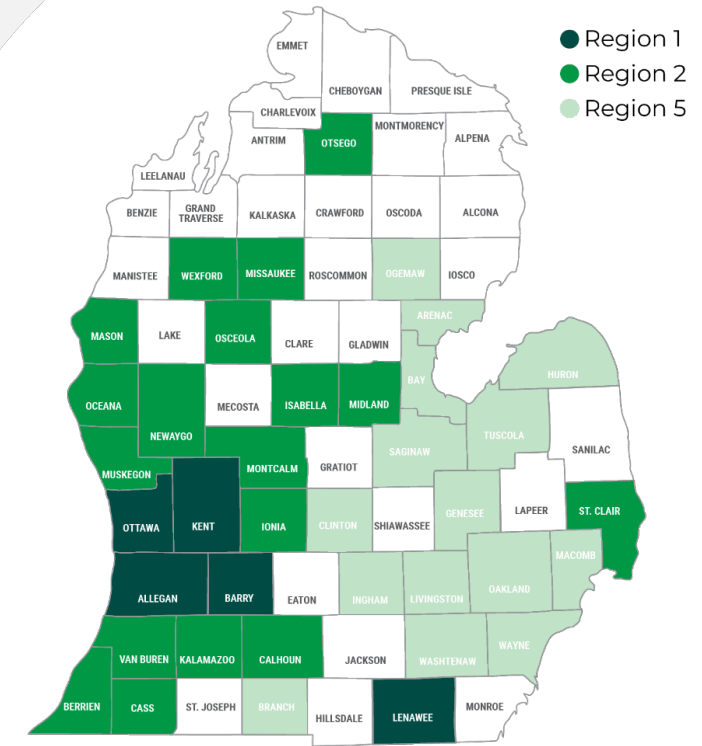 Region 1
Region 2
Region 5
EMMET
CHEBOYGAN
PRESQUE ISLE
CHARLEVOIX
ANTRIM
OTSEGO
MONTMORENCY
ALPENA
LEELANAU
BENZIE
GRAND
TRAVERSE
KALKASKA
CRAWFORD
OSCODA
ALCONA
MANISTEE
WEXFORD
MISSAUKEE
ROSCOMMON
OGEMAW
IOSCO
MASON
LAKE
OSCEOLA
CLARE
GLADWIN
ARENAC
OCEANA
NEWAYGO
MECOSTA
ISABELLA
MIDLAND
BAY
HURON
MUSKEGON
MONTCALM
GRATIOT
SAGINAW
TUSCOLA
SANILAC
OTTAWA
KENT
IONIA
CLINTON
SHIAWASSEE
GENESEE
LAPEER
ST. CLAIR
ALLEGAN
BARRY
EATON
INGHAM
LIVINGSTON
OAKLAND
MACOMB
VAN BUREN
KALAMAZOO
CALHOUN
JACKSON
WASHTENAW
WAYNE
BERRIEN
CASS
ST. JOSEPH
BRANCH
HILLSDALE
LENAWEE
MONROE